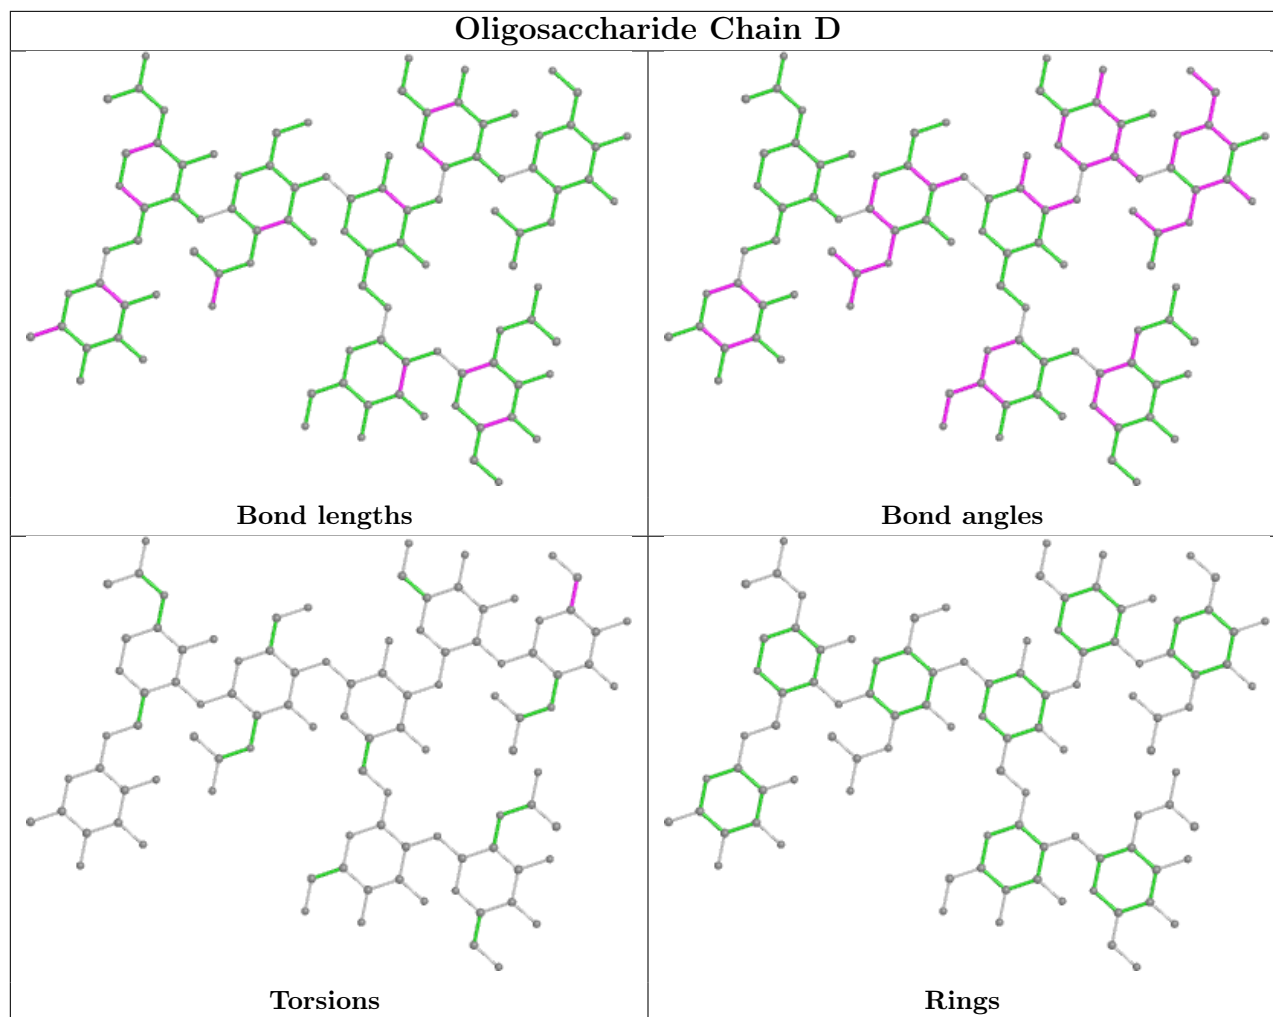 Oligosaccharide Chain D
Bond lengths
Bond angles
Torsions
Rings